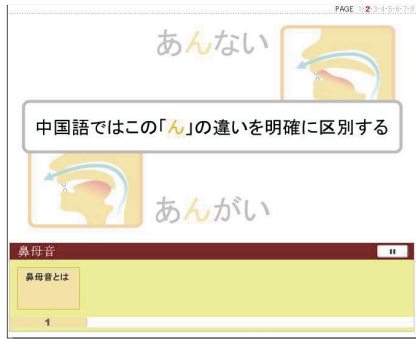 PAGE 1·2·3·4·5·6·7·8
あんない
中国語ではこの「ん」の違いを明確に区別する
あんがい
鼻母音
鼻母音とは
1